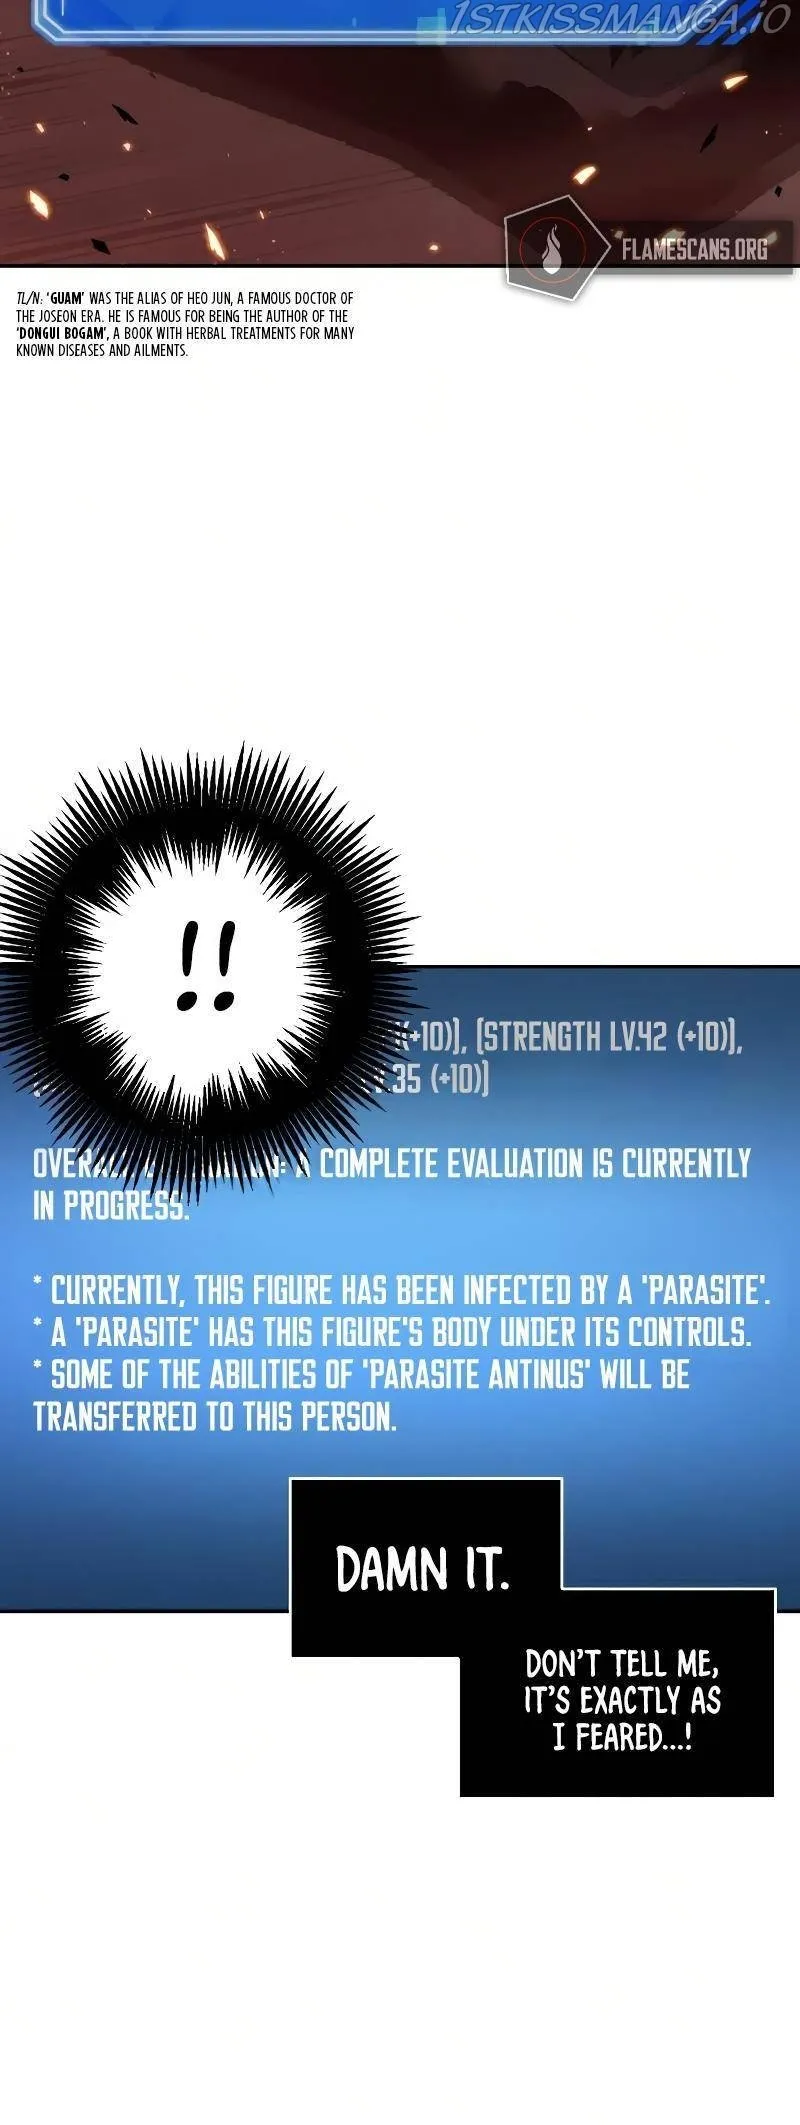 1STKISSMANGA.iO
FLAMESCANS.ORG
TL/N: 'GUAM' WAS THE ALIAS OF HEO JUN, A FAMOUS DOCTOR OF
THE JOSEON ERA. HE IS FAMOUS FOR BEING THE AUTHOR OF THE
'DONGUI BOGAM', A BOOK WITH HERBAL TREATMENTS FOR MANY
KNOWN DISEASES AND AILMENTS.
!!
(+10)], [STRENGTH LV.42 (+10)],
35 (+10)]
A COMPLETE EVALUATION IS CURRENTLY
IN PROGRESS.
* CURRENTLY, THIS FIGURE HAS BEEN INFECTED BY A 'PARASITE'.
* A 'PARASITE' HAS THIS FIGURE'S BODY UNDER ITS CONTROLS.
* SOME OF THE ABILITIES OF 'PARASITE ANTINUS' WILL BE
TRANSFERRED TO THIS PERSON.
DAMN IT.
DON'T TELL ME,
IT'S EXACTLY AS
I FEARED...!